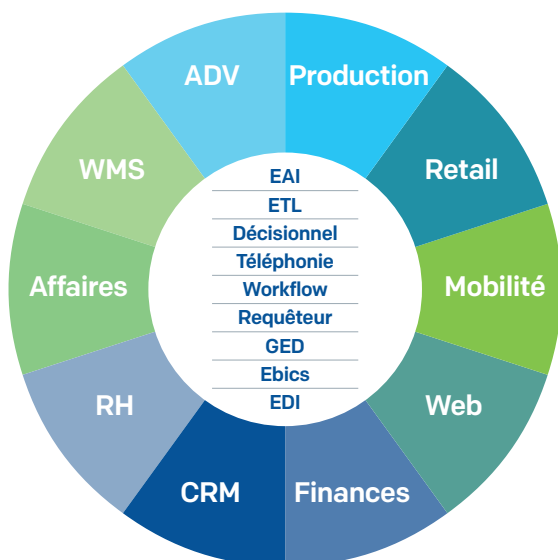 ADV
Production
WMS
Retail
EAI
ETL
Décisionnel
Téléphonie
Workflow
Requêteur
GED
Ebics
EDI
Affaires
Mobilité
RH
Web
CRM
Finances